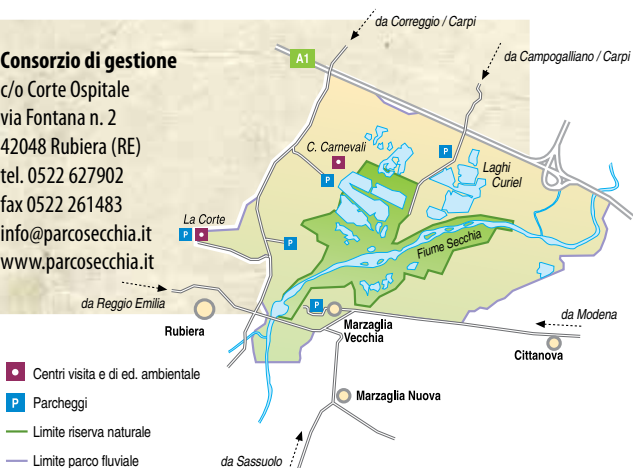 Consorzio di gestione
c/o Corte Ospitale
via Fontana n. 2
42048 Rubiera (RE)
tel. 0522 627902
fax 0522 261483
info@parcosecchia.it
www.parcosecchia.it
da Correggio / Carpi
A1
da Campogalliano / Carpi
C. Carnevali
P
P
Laghi
Curiel
La Corte
P
P
Fiume Secchia
da Reggio Emilia
P
Rubiera
Marzaglia
Vecchia
da Modena
Cittanova
Marzaglia Nuova
da Sassuolo
Centri visita e di ed. ambientale
P Parcheggi
Limite riserva naturale
Limite parco fluviale